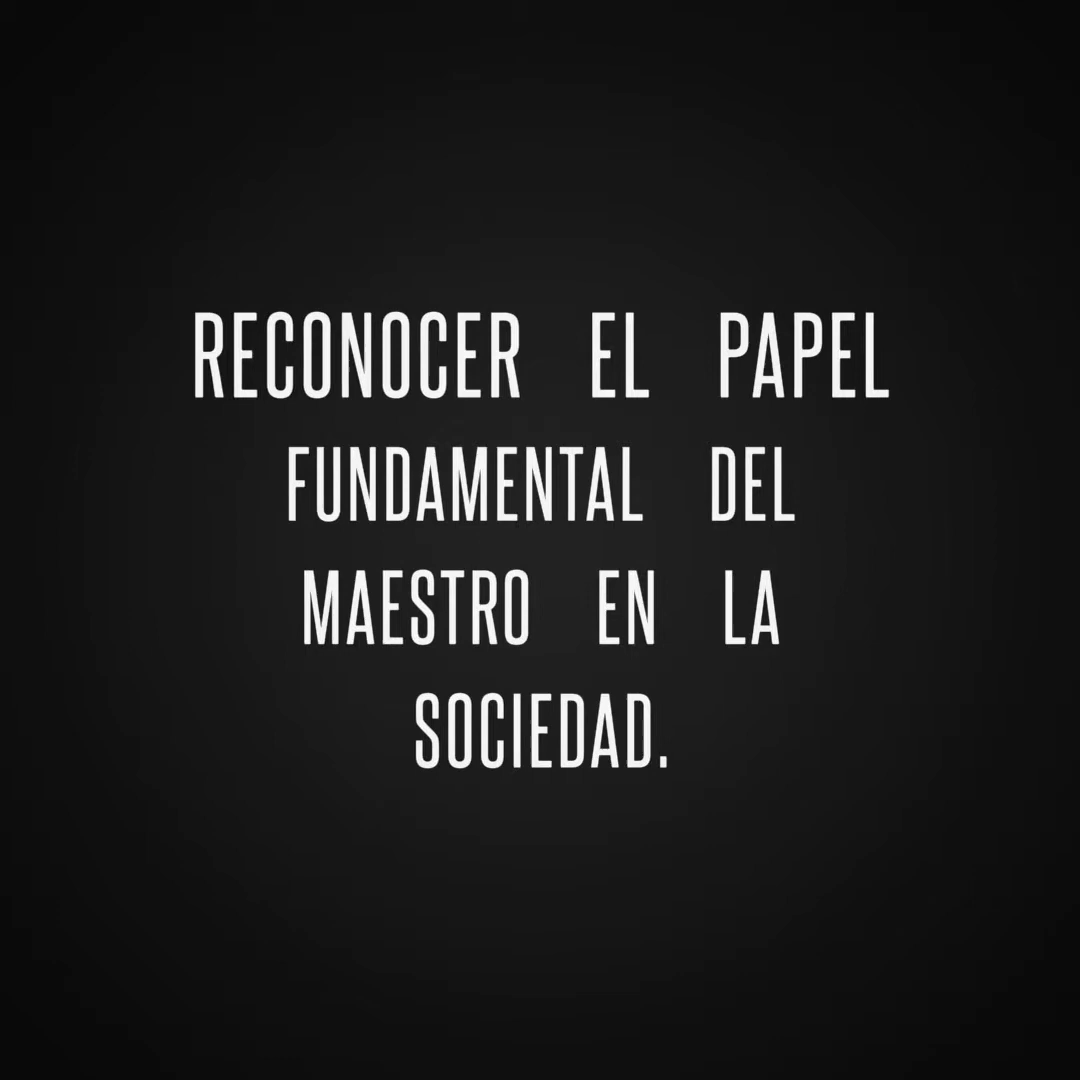 RECONOCER EL PAPEL
FUNDAMENTAL DEL
MAESTRO EN LA
SOCIEDAD.